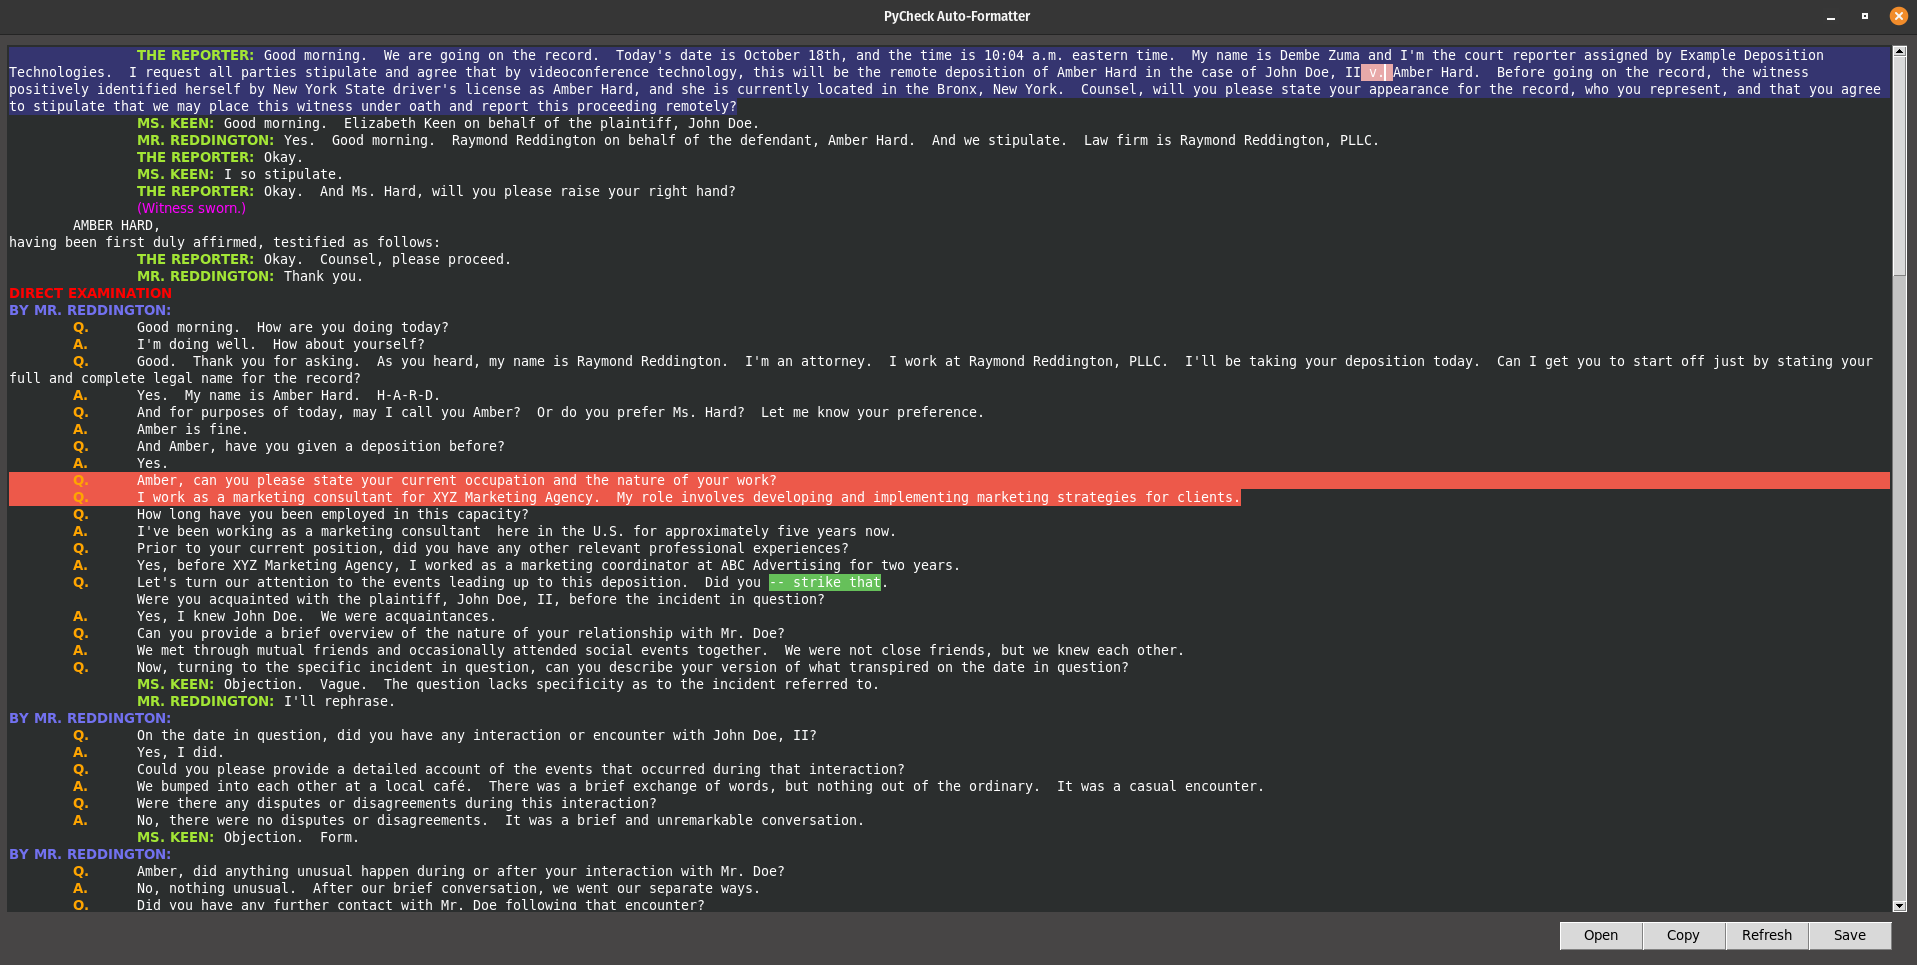 PyCheck Auto-Formatter
THE REPORTER: Good morning.  We are going on the record.  Today's date is October 18th, and the time is 10:04 a.m. eastern time.  My name is Dembe Zuma and I'm the court reporter assigned by Example Deposition
Technologies.  I request all parties stipulate and agree that by videoconference technology, this will be the remote deposition of Amber Hard in the case of John Doe, II v. Amber Hard.  Before going on the record, the witness
positively identified herself by New York State driver's license as Amber Hard, and she is currently located in the Bronx, New York.  Counsel, will you please state your appearance for the record, who you represent, and that you agree
to stipulate that we may place this witness under oath and report this proceeding remotely?
MS. KEEN: Good morning.  Elizabeth Keen on behalf of the plaintiff, John Doe.
MR. REDDINGTON: Yes.  Good morning.  Raymond Reddington on behalf of the defendant, Amber Hard.  And we stipulate.  Law firm is Raymond Reddington, PLLC.
THE REPORTER: Okay.
MS. KEEN: I so stipulate.
THE REPORTER: Okay.  And Ms. Hard, will you please raise your right hand?
(Witness sworn.)
AMBER HARD,
having been first duly affirmed, testified as follows:
THE REPORTER: Okay.  Counsel, please proceed.
MR. REDDINGTON: Thank you.
DIRECT EXAMINATION
BY MR. REDDINGTON:
Q. Good morning.  How are you doing today?
A. I'm doing well.  How about yourself?
Q. Good.  Thank you for asking.  As you heard, my name is Raymond Reddington.  I'm an attorney.  I work at Raymond Reddington, PLLC.  I'll be taking your deposition today.  Can I get you to start off just by stating your
full and complete legal name for the record?
A. Yes.  My name is Amber Hard.  H-A-R-D.
Q. And for purposes of today, may I call you Amber?  Or do you prefer Ms. Hard?  Let me know your preference.
A. Amber is fine.
Q. And Amber, have you given a deposition before?
A. Yes.
Q. Amber, can you please state your current occupation and the nature of your work?
Q. I work as a marketing consultant for XYZ Marketing Agency.  My role involves developing and implementing marketing strategies for clients.
Q. How long have you been employed in this capacity?
A. I've been working as a marketing consultant  here in the U.S. for approximately five years now.
Q. Prior to your current position, did you have any other relevant professional experiences?
A. Yes, before XYZ Marketing Agency, I worked as a marketing coordinator at ABC Advertising for two years.
Q. Let's turn our attention to the events leading up to this deposition.  Did you -- strike that.
Were you acquainted with the plaintiff, John Doe, II, before the incident in question?
A. Yes, I knew John Doe.  We were acquaintances.
Q. Can you provide a brief overview of the nature of your relationship with Mr. Doe?
A. We met through mutual friends and occasionally attended social events together.  We were not close friends, but we knew each other.
Q. Now, turning to the specific incident in question, can you describe your version of what transpired on the date in question?
MS. KEEN: Objection.  Vague.  The question lacks specificity as to the incident referred to.
MR. REDDINGTON: I'll rephrase.
BY MR. REDDINGTON:
Q. On the date in question, did you have any interaction or encounter with John Doe, II?
A. Yes, I did.
Q. Could you please provide a detailed account of the events that occurred during that interaction?
A. We bumped into each other at a local café.  There was a brief exchange of words, but nothing out of the ordinary.  It was a casual encounter.
Q. Were there any disputes or disagreements during this interaction?
A. No, there were no disputes or disagreements.  It was a brief and unremarkable conversation.
MS. KEEN: Objection.  Form.
BY MR. REDDINGTON:
Q. Amber, did anything unusual happen during or after your interaction with Mr. Doe?
A. No, nothing unusual.  After our brief conversation, we went our separate ways.
Q. Did you have any further contact with Mr. Doe following that encounter?
Open
Copy
Refresh
Save